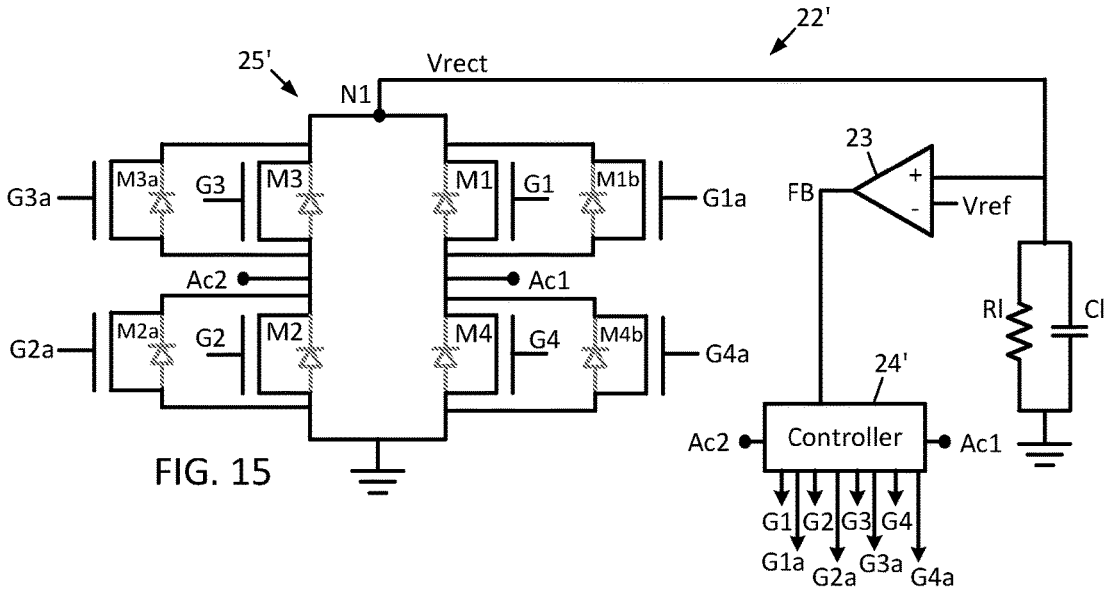 22'
25'
Vrect
N1
23
M3a
G3
M3
M1
G1
M1b
G3a
G1a
FB
+
-
Vref
Ac2
Ac1
M2a
G2
M2
M4
G4
M4b
G2a
G4a
Rl
Cl
24'
Ac2
Controller
Ac1
FIG. 15
G1
G2
G3
G4
G1a
G2a
G3a
G4a